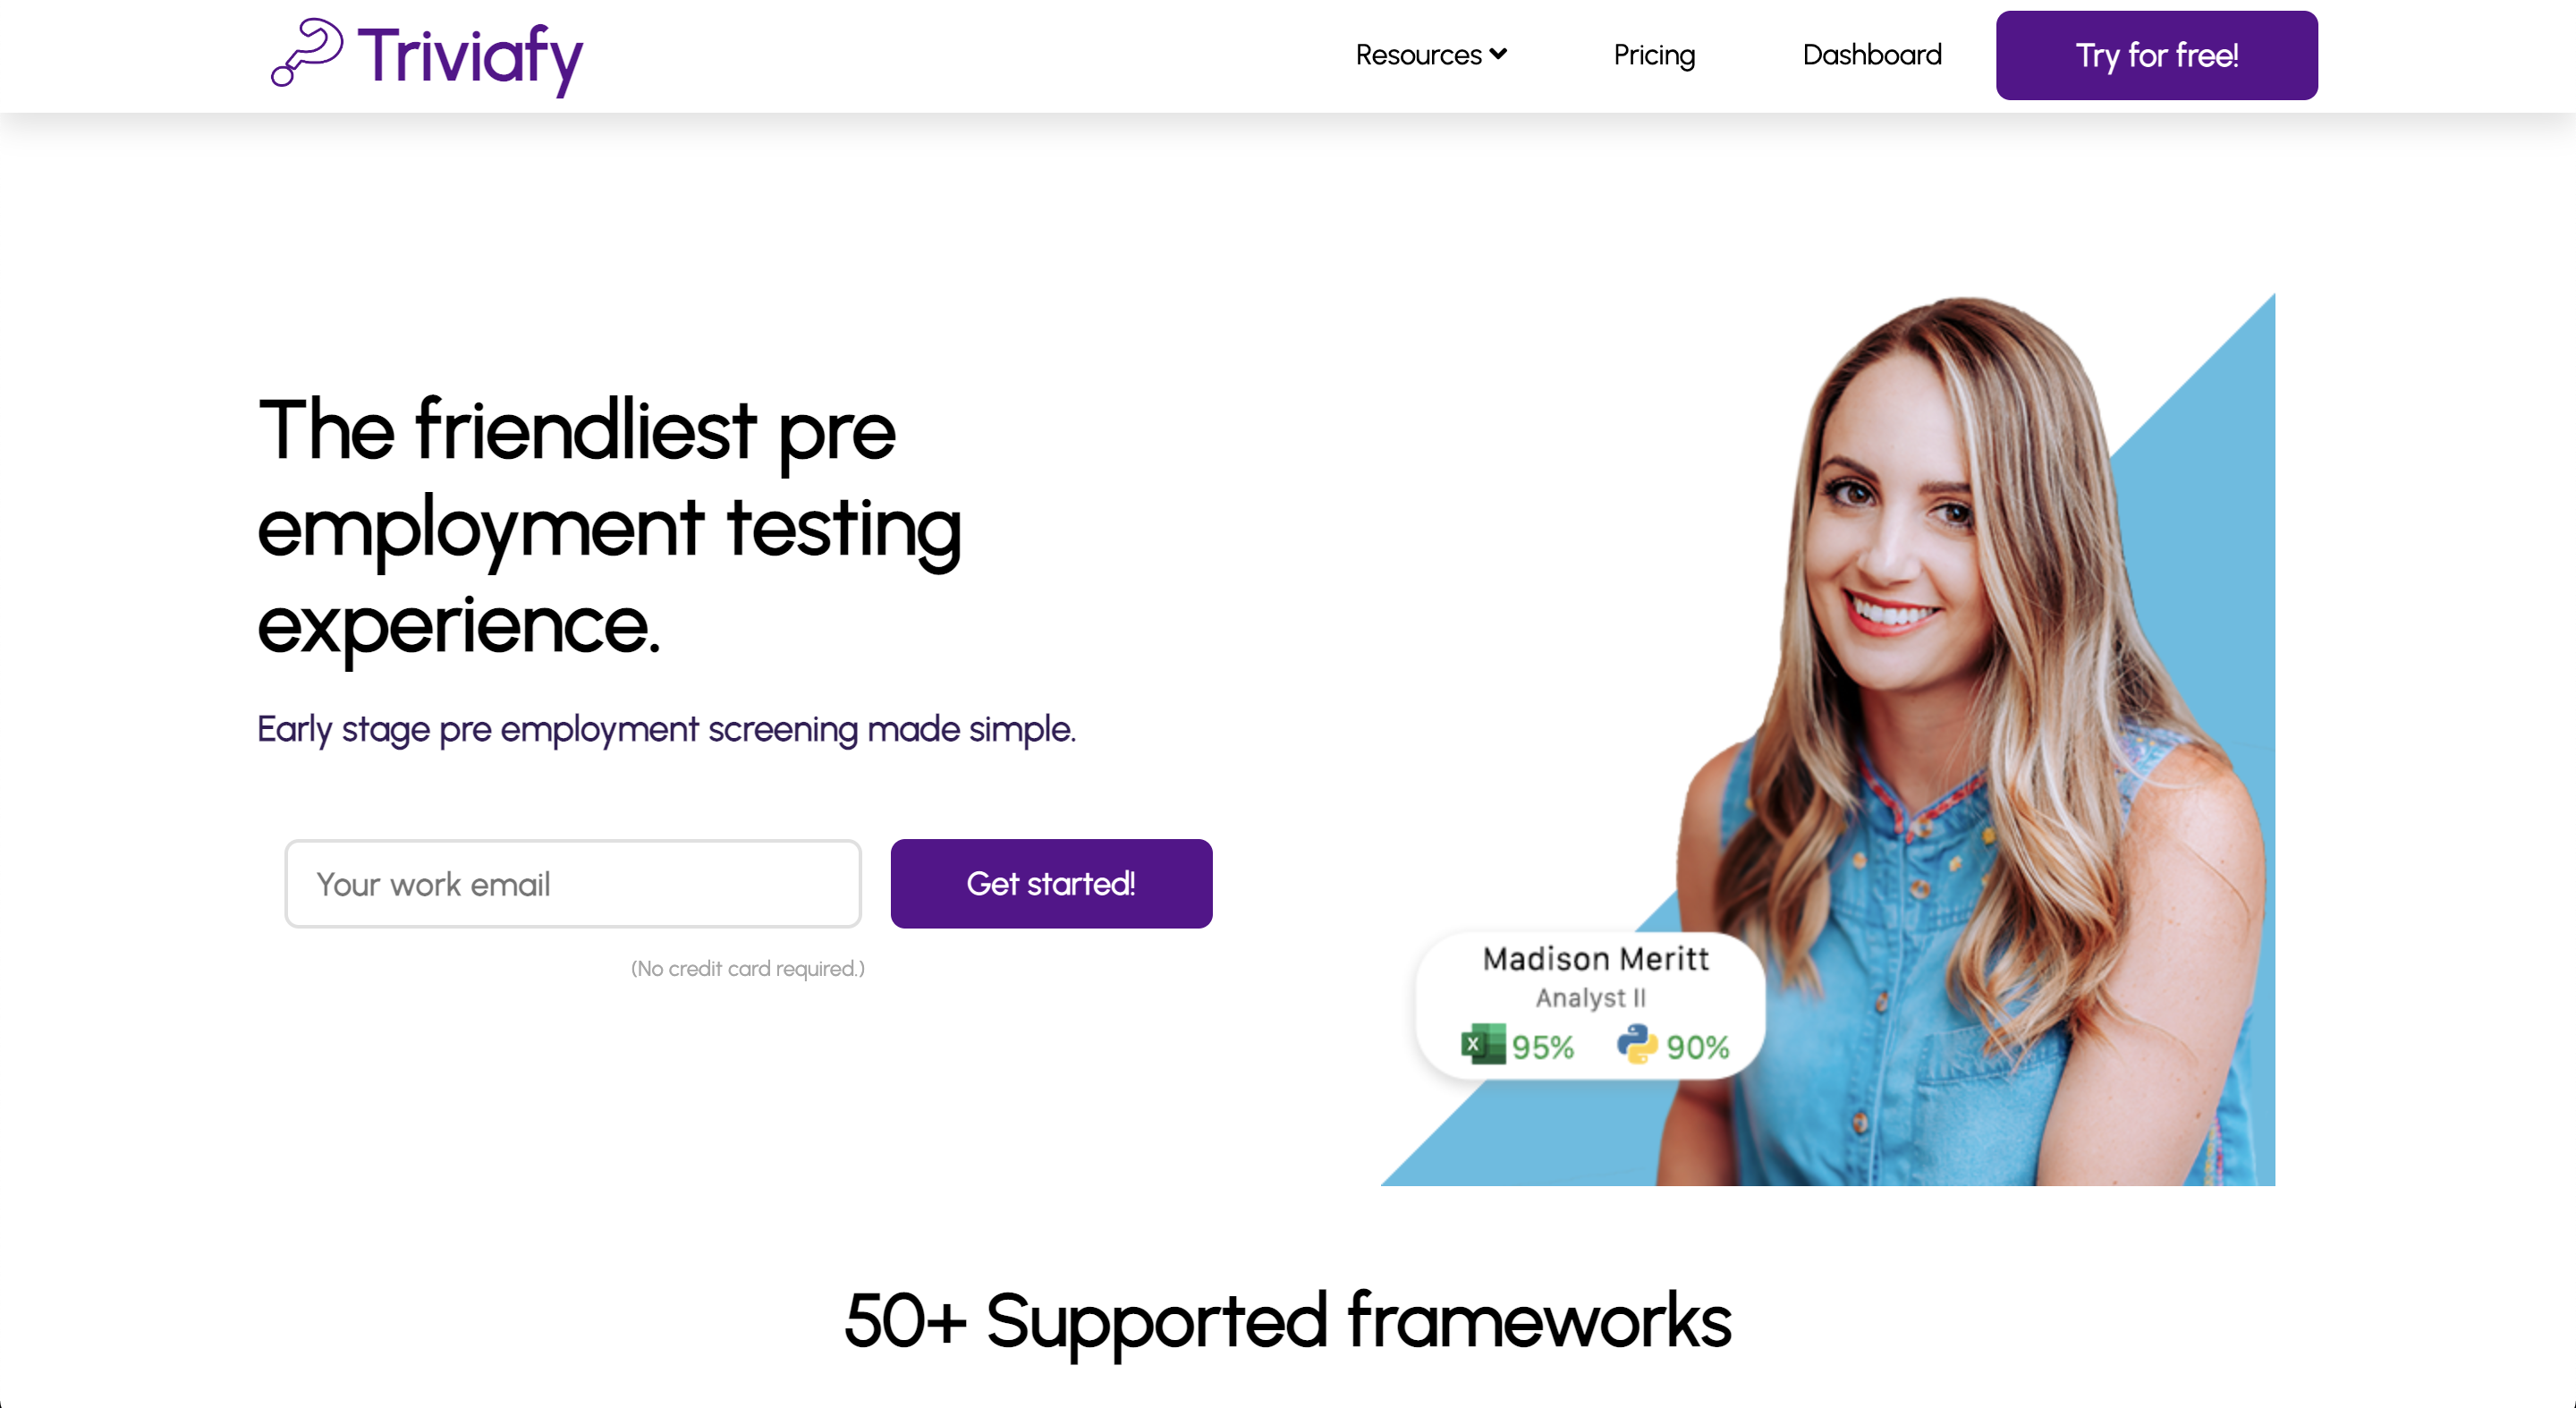 Triviafy
Resources
Pricing
Dashboard
Try for free!
The friendliest pre
employment testing
experience.
Early stage pre employment screening made simple.
Your work email
Get started!
(No credit card required.)
Madison Meritt
Analyst II
X 95% 90%
50+ Supported frameworks